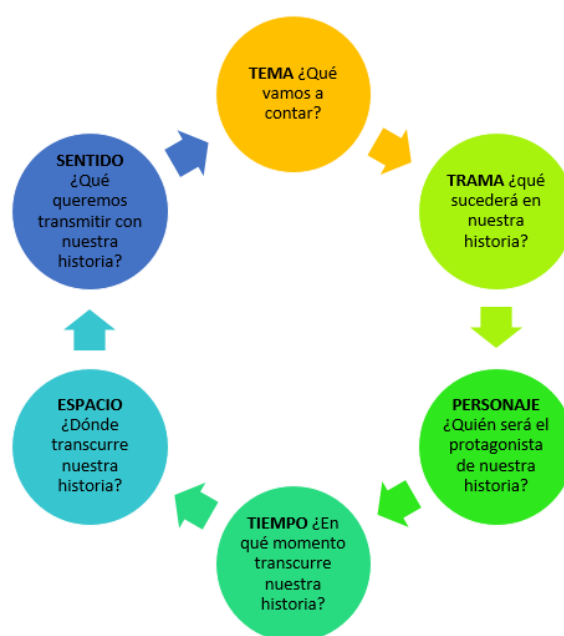 TEMA ¿Qué
vamos a
contar?
TRAMA ¿qué
sucederá en
nuestra
historia?
PERSONAJE
¿Quién será el
protagonista
de nuestra
historia?
TIEMPO ¿En
qué momento
transcurre
nuestra
historia?
ESPACIO
¿Dónde
transcurre
nuestra
historia?
SENTIDO
¿Qué
queremos
transmitir con
nuestra
historia?